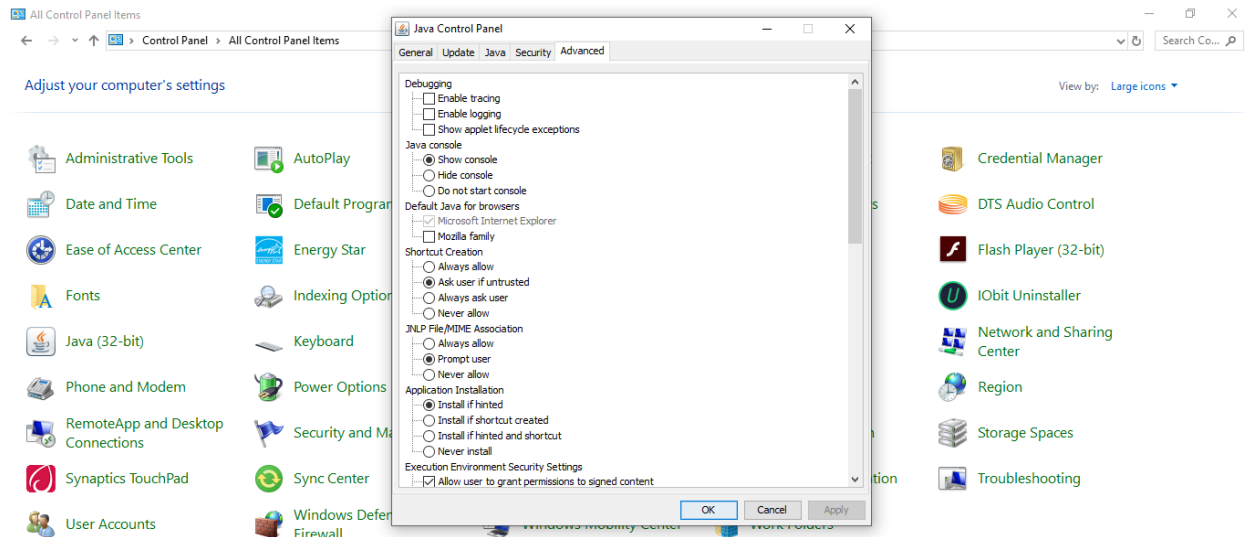 All Control Panel Items
Control Panel > All Control Panel Items
Search Co...
Adjust your computer's settings
View by: Large icons
Administrative Tools
AutoPlay
Credential Manager
Date and Time
Default Program
DTS Audio Control
Ease of Access Center
Energy Star
Flash Player (32-bit)
Fonts
Indexing Option
IObit Uninstaller
Java (32-bit)
Keyboard
Network and Sharing
Center
Phone and Modem
Power Options
Region
RemoteApp and Desktop
Connections
Security and Ma
Storage Spaces
Synaptics TouchPad
Sync Center
ation
Troubleshooting
User Accounts
Windows Defen
Firewall
Windows Mobility Center
Work Folders
Java Control Panel
General Update Java Security Advanced
Debugging
Enable tracing
Enable logging
Show applet lifecycle exceptions
Java console
Show console
Hide console
Do not start console
Default Java for browsers
Microsoft Internet Explorer
Mozilla family
Shortcut Creation
Always allow
Ask user if untrusted
Always ask user
Never allow
JNLP File/MIME Association
Always allow
Prompt user
Never allow
Application Installation
Install if hinted
Install if shortcut created
Install if hinted and shortcut
Never install
Execution Environment Security Settings
Allow user to grant permissions to signed content
OK Cancel Apply